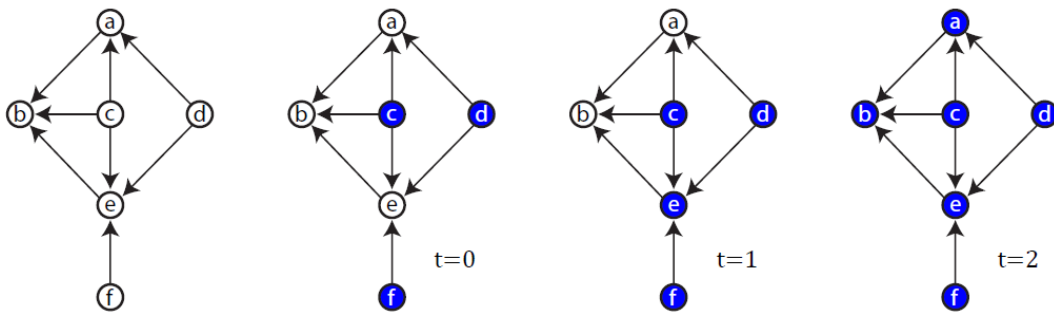 a a a a
b c d b c d b c d b c d
e e e e
t=0 t=1 t=2
f f f f